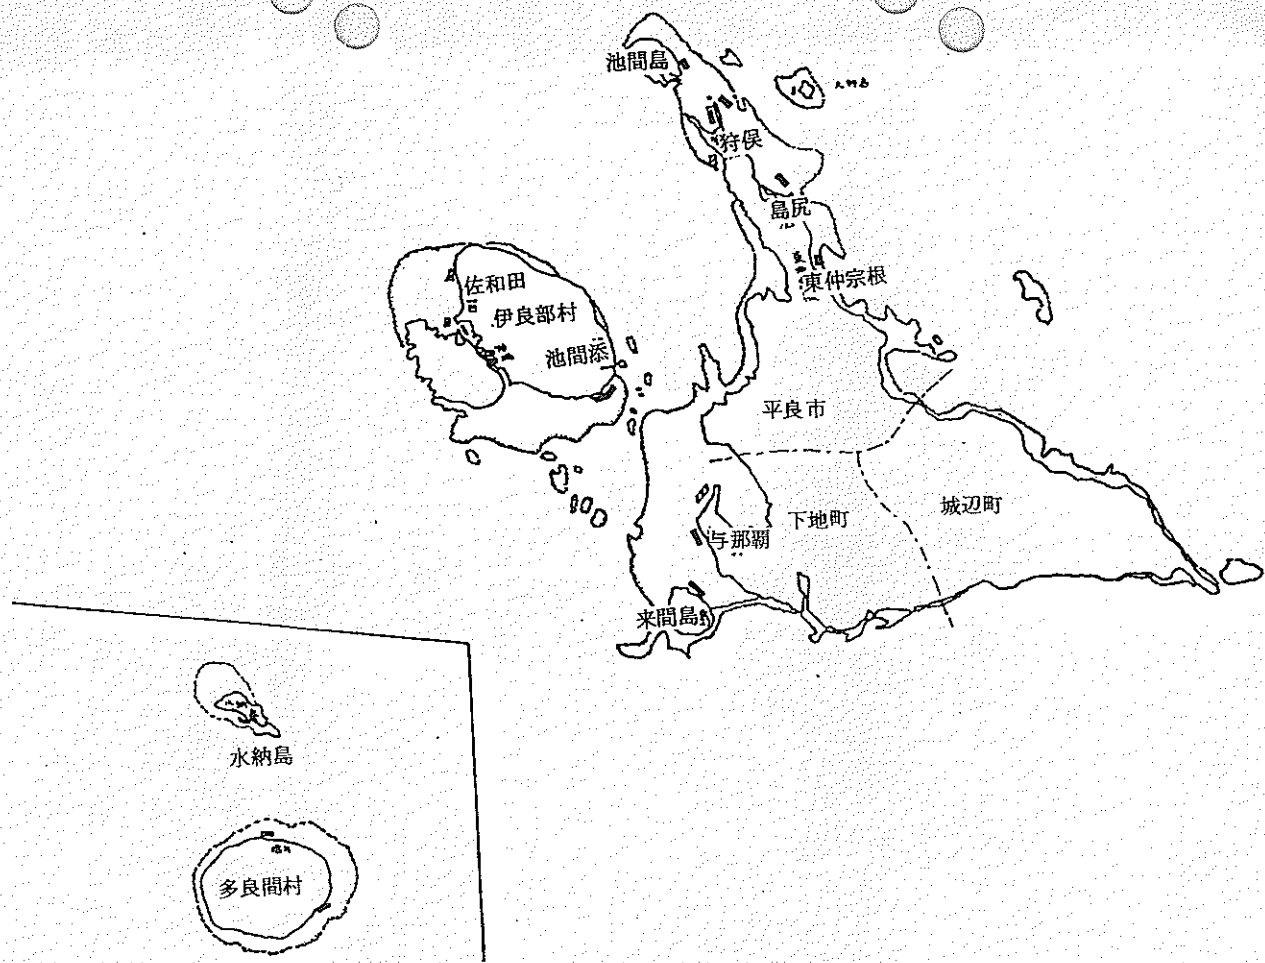 池間島
狩俣
島尻
東仲宗根
佐和田
伊良部村
池間添
平良市
城辺町
下地町
与那覇
来間島
水納島
多良間村